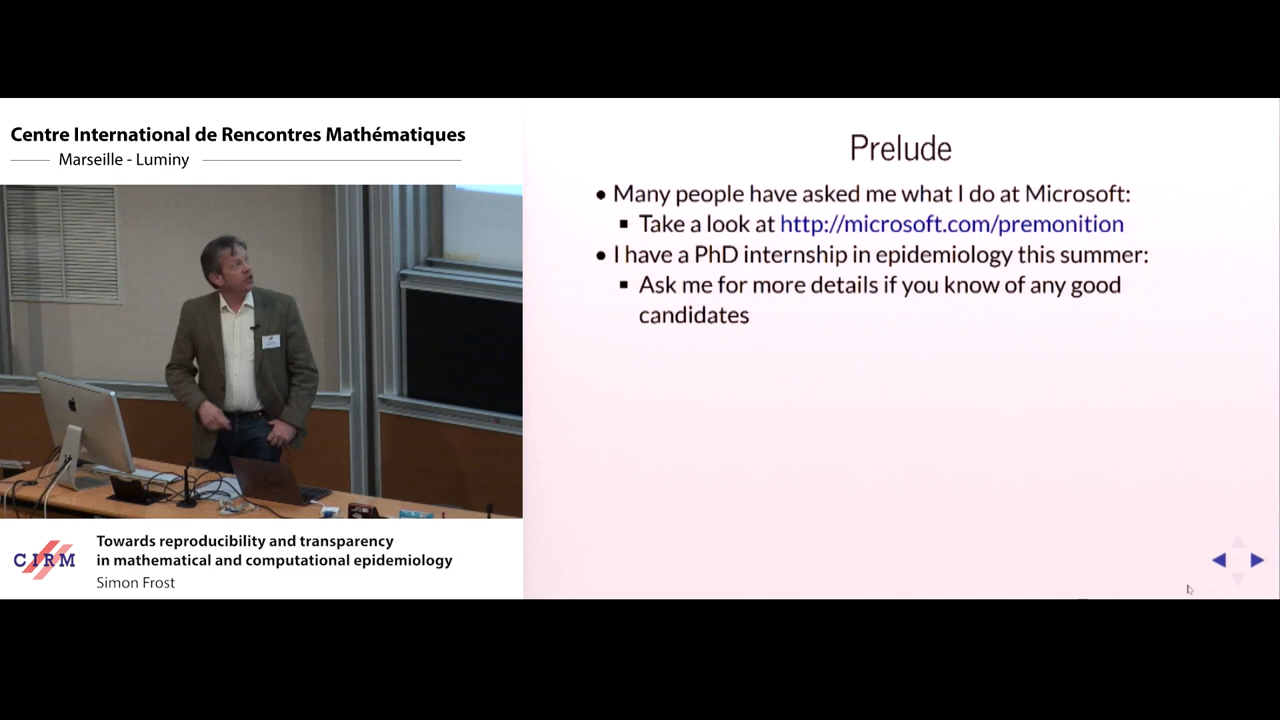 Centre International de Rencontres Mathématiques
Marseille - Luminy
Prelude
• Many people have asked me what I do at Microsoft:
▪ Take a look at http://microsoft.com/premonition
• I have a PhD internship in epidemiology this summer:
▪ Ask me for more details if you know of any good
candidates
CIRM
Towards reproducibility and transparency
in mathematical and computational epidemiology
Simon Frost